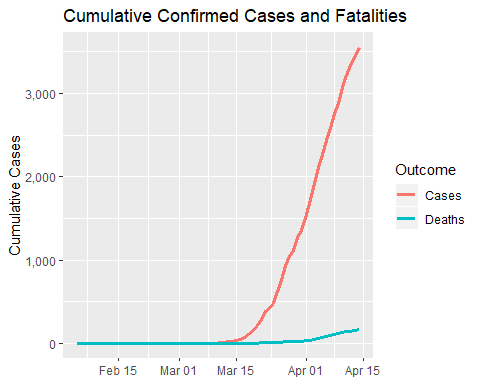 Cumulative Confirmed Cases and Fatalities
Cumulative Cases
3,000
2,000
1,000
0
Feb 15
Mar 01
Mar 15
Apr 01
Apr 15
Outcome
Cases
Deaths